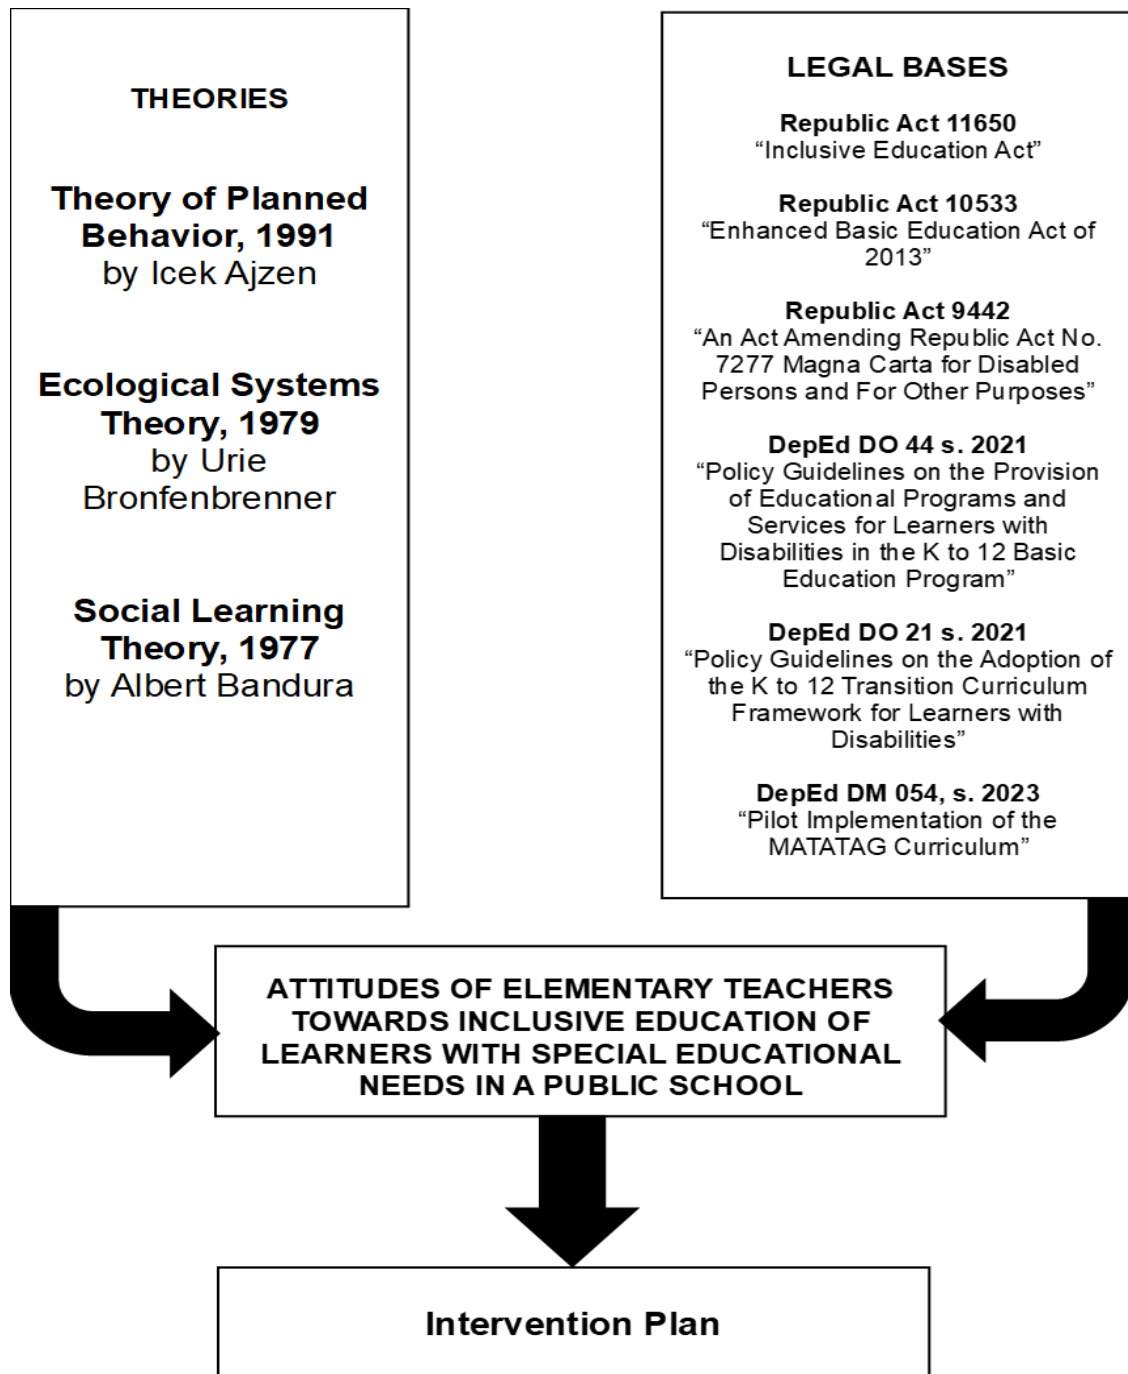 THEORIES
Theory of Planned
Behavior, 1991
by Icek Ajzen
Ecological Systems
Theory, 1979
by Urie
Bronfenbrenner
Social Learning
Theory, 1977
by Albert Bandura
LEGAL BASES
Republic Act 11650
“Inclusive Education Act”
Republic Act 10533
“Enhanced Basic Education Act of
2013”
Republic Act 9442
“An Act Amending Republic Act No.
7277 Magna Carta for Disabled
Persons and For Other Purposes”
DepEd DO 44 s. 2021
“Policy Guidelines on the Provision
of Educational Programs and
Services for Learners with
Disabilities in the K to 12 Basic
Education Program”
DepEd DO 21 s. 2021
“Policy Guidelines on the Adoption of
the K to 12 Transition Curriculum
Framework for Learners with
Disabilities”
DepEd DM 054, s. 2023
“Pilot Implementation of the
MATATAG Curriculum”
ATTITUDES OF ELEMENTARY TEACHERS
TOWARDS INCLUSIVE EDUCATION OF
LEARNERS WITH SPECIAL EDUCATIONAL
NEEDS IN A PUBLIC SCHOOL
Intervention Plan